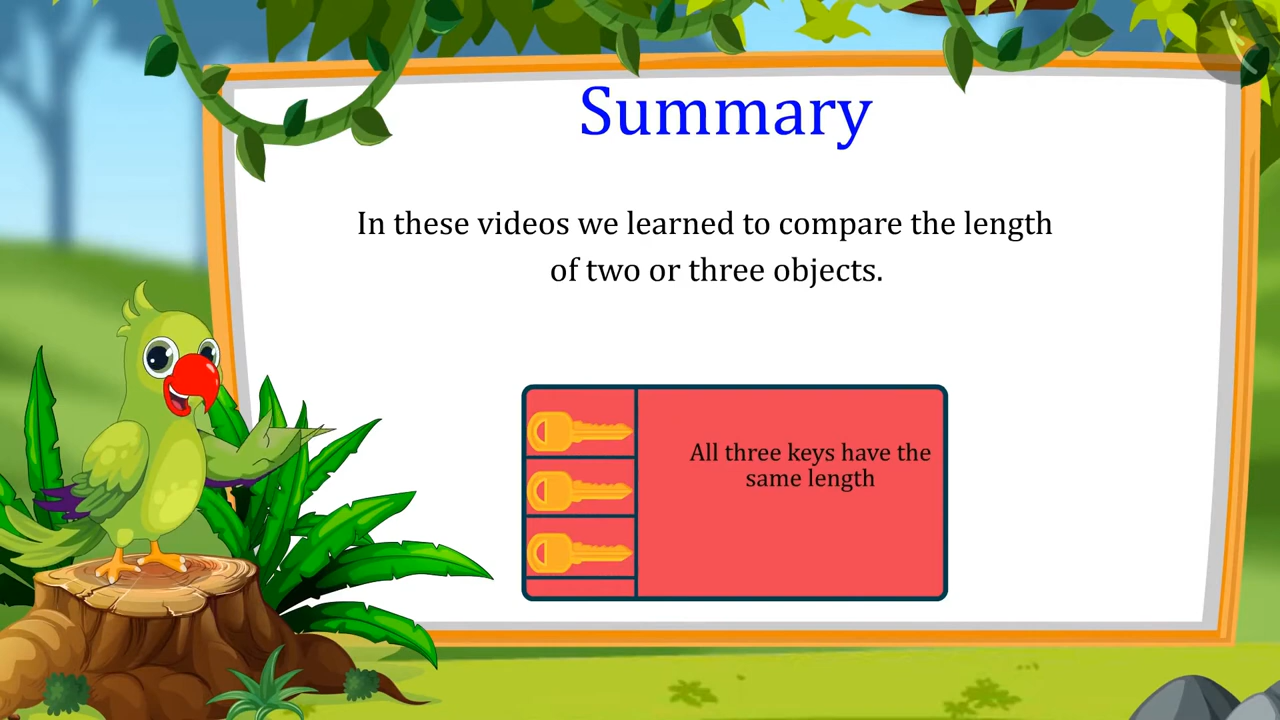 Summary
In these videos we learned to compare the length
of two or three objects.
All three keys have the
same length